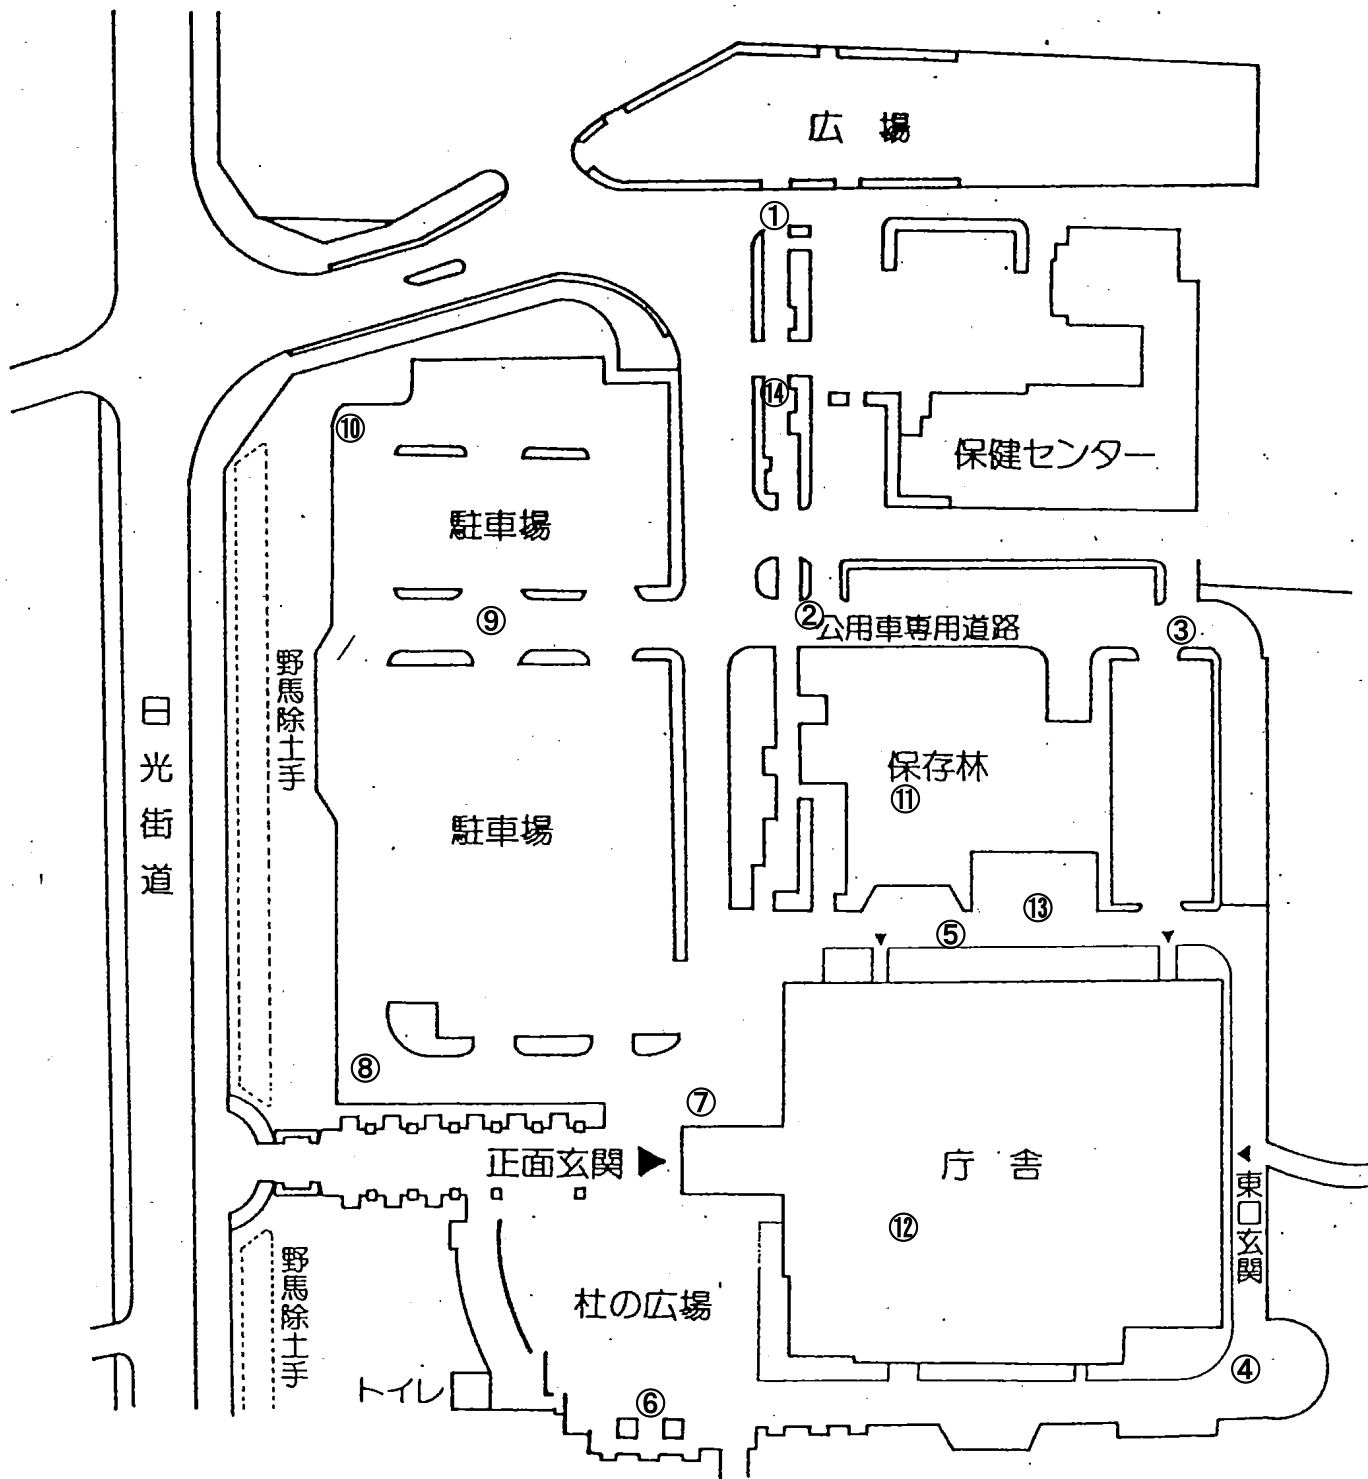 広場
①
⑭
⑩
保健センター
駐車場
⑨
②
公用車専用道路
③
野馬除土手
日光街道
保存林
⑪
駐車場
⑬
⑤
⑧
⑦
正面玄関
庁舎
東口玄関
⑫
野馬除土手
杜の広場
トイレ
⑥
④